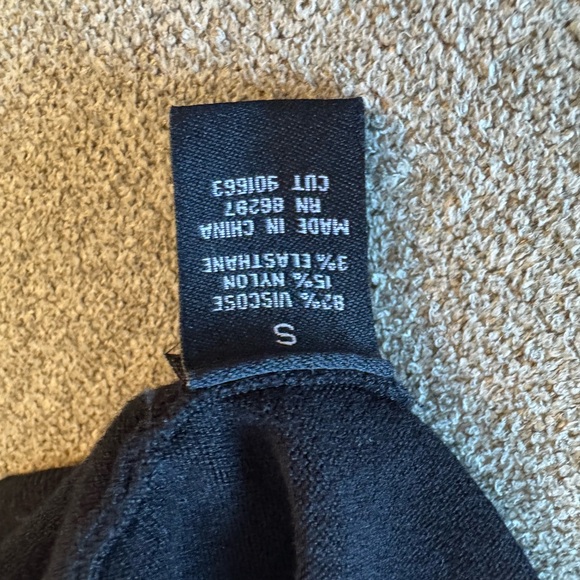 S
82% VISCOSE
15% NYLON
3% ELASTHANE
MADE IN CHINA
RN 86297
CUT 901663